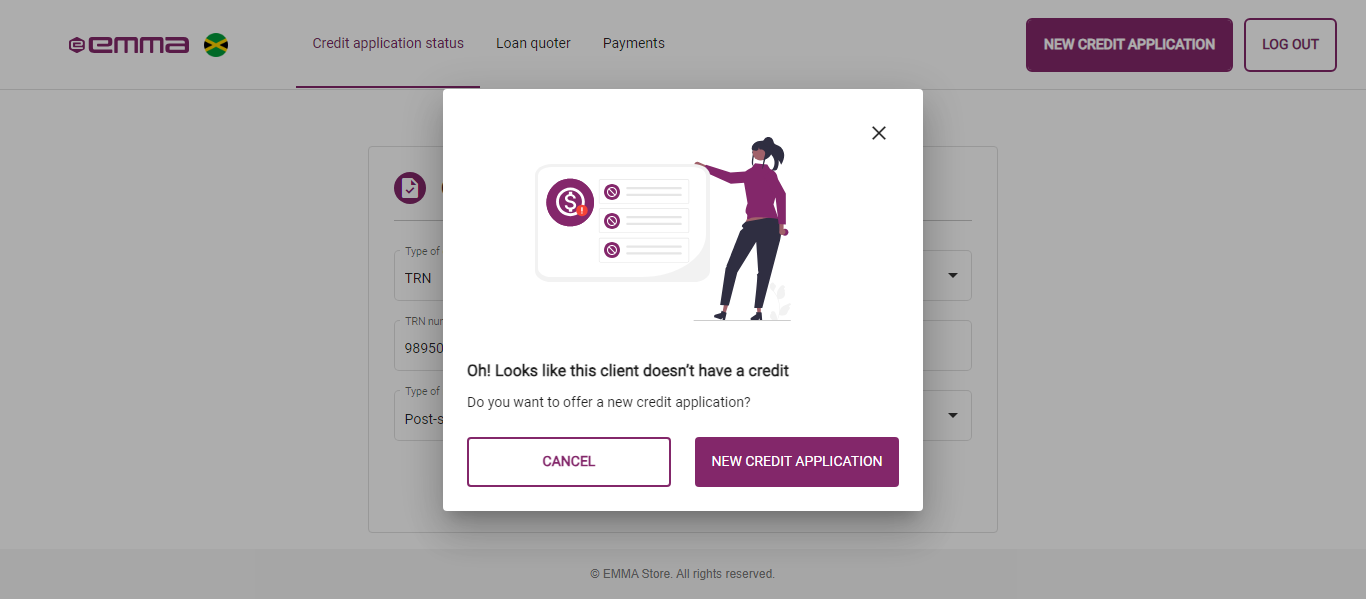 emma
Credit application status
Loan quoter
Payments
NEW CREDIT APPLICATION
LOG OUT
Type of
TRN
TRN
98950
Type of
Oh! Looks like this client doesn’t have a credit
Do you want to offer a new credit application?
CANCEL
NEW CREDIT APPLICATION
© EMMA Store. All rights reserved.